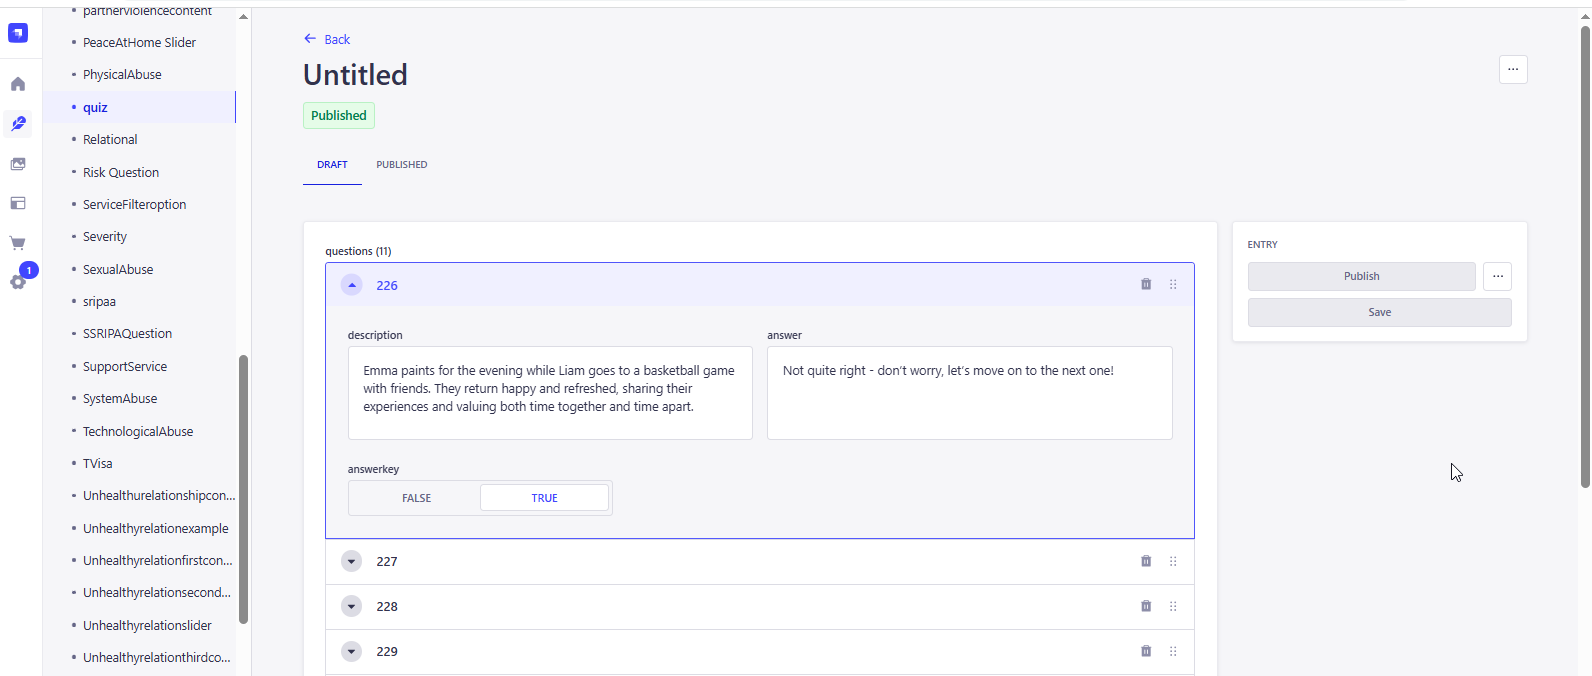 partnerviolencecontent
PeaceAtHome Slider
PhysicalAbuse
quiz
Relational
Risk Question
ServiceFilteroption
Severity
SexualAbuse
sripaa
SSRIPAQuestion
SupportService
SystemAbuse
TechnologicalAbuse
TVisa
Unhealthurelationshipcon...
Unhealthyrelationexample
Unhealthyrelationfirstcon...
Unhealthyrelationsecond...
Unhealthyrelationslider
Unhealthyrelationthirdco...
1
Back
Untitled
...
Published
DRAFT PUBLISHED
questions (11)
226
description
Emma paints for the evening while Liam goes to a basketball game
with friends. They return happy and refreshed, sharing their
experiences and valuing both time together and time apart.
answer
Not quite right - don't worry, let's move on to the next one!
answerkey
FALSE TRUE
227
228
229
ENTRY
Publish ...
Save